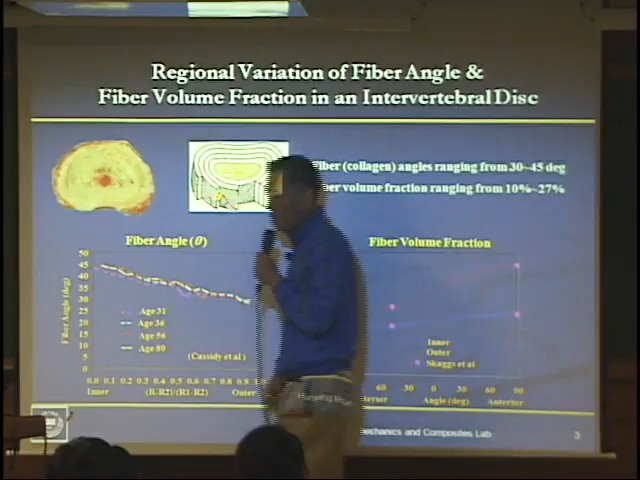 Regional Variation of Fiber Angle &
Fiber Volume Fraction in an Intervertebral Disc
Fiber (collagen) angles ranging from 30~45 deg
volume fraction ranging from 10%~27%
Fiber Angle (θ)
Fiber Volume Fraction
Fiber Angle (deg)
50
45
40
35
30
25
20
15
10
5
0
Age 31
Age 36
Age 56
Age 80
(Cassidy et al)
0.0 0.1 0.2 0.3 0.4 0.5 0.6 0.7 0.8 0.9
Inner (R-R2)/(R1-R2) Outer
Inner
Outer
Skaggs et al
60 -30 0 30 60 90
Angle (deg) Anterior
and Composites Lab.
3